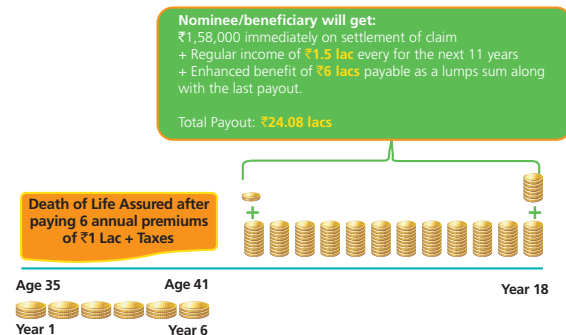 Nominee/beneficiary will get:
₹1,58,000 immediately on settlement of claim
+ Regular income of ₹1.5 lac every for the next 11 years
+ Enhanced benefit of ₹6 lacs payable as a lumps sum along
with the last payout.
Total Payout: ₹24.08 lacs
Death of Life Assured after
paying 6 annual premiums
of ₹1 Lac + Taxes
+
+
Age 35
Age 41
Year 18
Year 1
Year 6